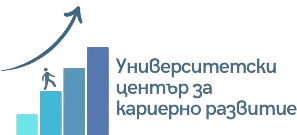 Университетски
център за
кариерно развитие